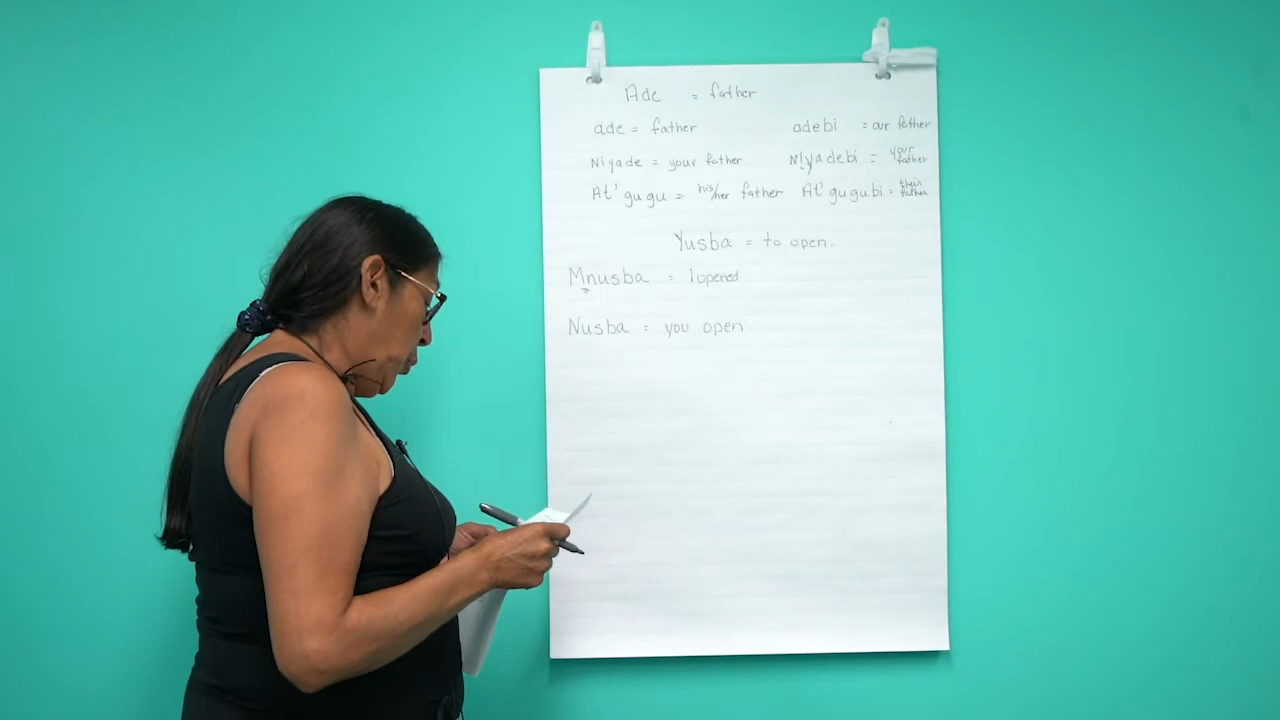 Ade = father
ade = father adebi = our father
Niyade = your father Niyadebi = your father
At' gugu = his/her father At' gugubi = their father
Yusba = to open.
Mnusba = I opened
Nusba = you open